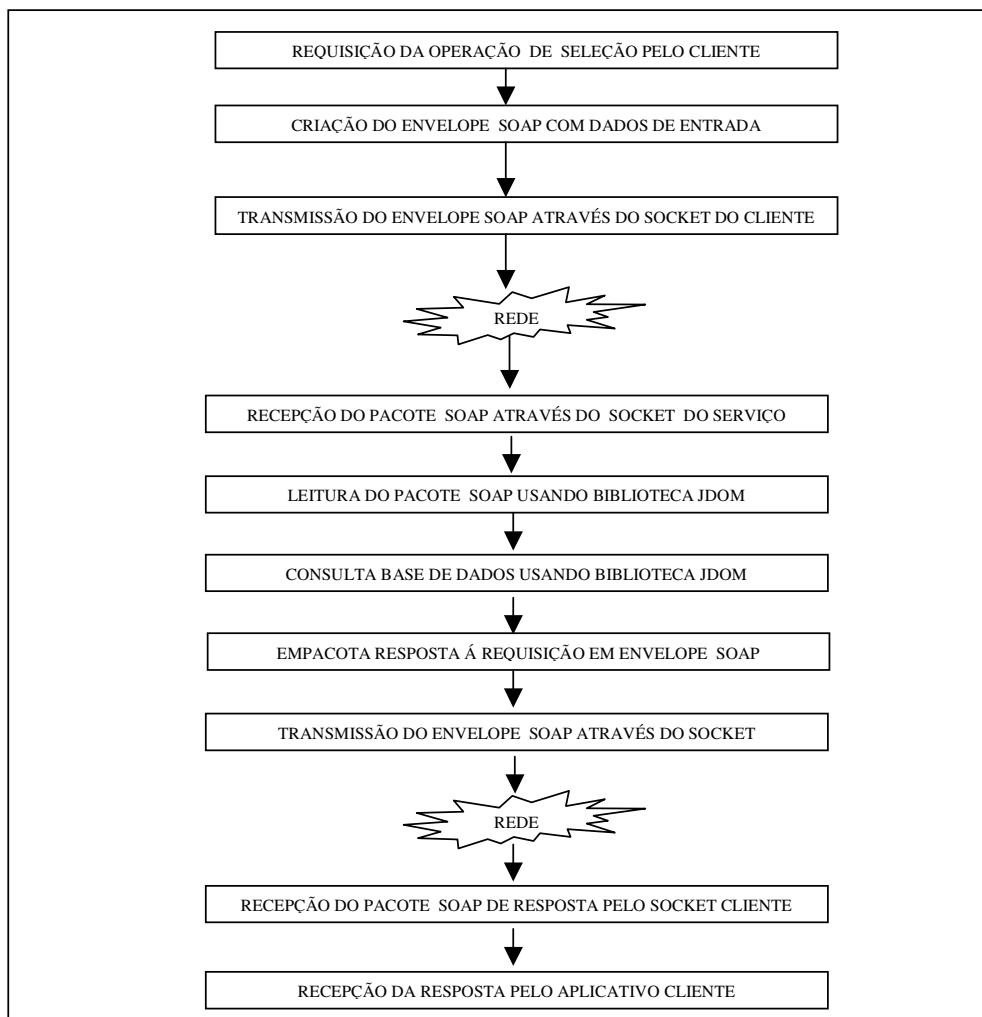 REQUISIÇÃO DA OPERAÇÃO DE SELEÇÃO PELO CLIENTE
CRIAÇÃO DO ENVELOPE SOAP COM DADOS DE ENTRADA
TRANSMISSÃO DO ENVELOPE SOAP ATRAVÉS DO SOCKET DO CLIENTE
REDE
RECEPÇÃO DO PACOTE SOAP ATRAVÉS DO SOCKET DO SERVIÇO
LEITURA DO PACOTE SOAP USANDO BIBLIOTECA JDOM
CONSULTA BASE DE DADOS USANDO BIBLIOTECA JDOM
EMPACOTA RESPOSTA Á REQUISIÇÃO EM ENVELOPE SOAP
TRANSMISSÃO DO ENVELOPE SOAP ATRAVÉS DO SOCKET
REDE
RECEPÇÃO DO PACOTE SOAP DE RESPOSTA PELO SOCKET CLIENTE
RECEPÇÃO DA RESPOSTA PELO APLICATIVO CLIENTE